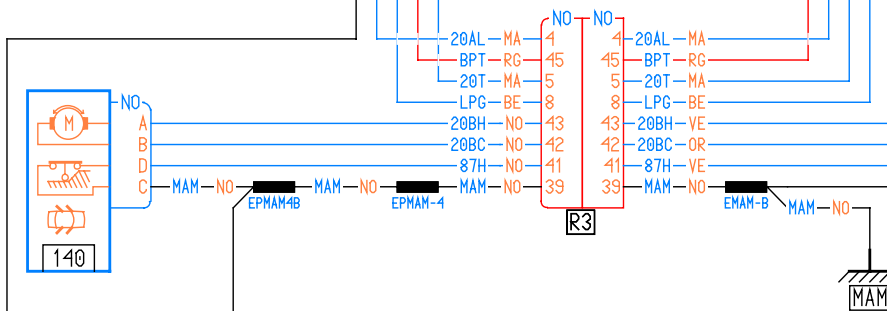 NO NO
20AL MA 4 4 20AL MA
BPT RG 45 45 BPT RG
20T MA 5 5 20T MA
NO LPG BE 8 8 LPG BE
M A 20BH NO 43 43 20BH VE
B 20BC NO 42 42 20BC OR
D 87H NO 41 41 87H VE
C MAM NO MAM NO MAM NO 39 39 MAM NO
EPMAM4B EPMAM-4 EMAM-B MAM NO
R3
140
MAM